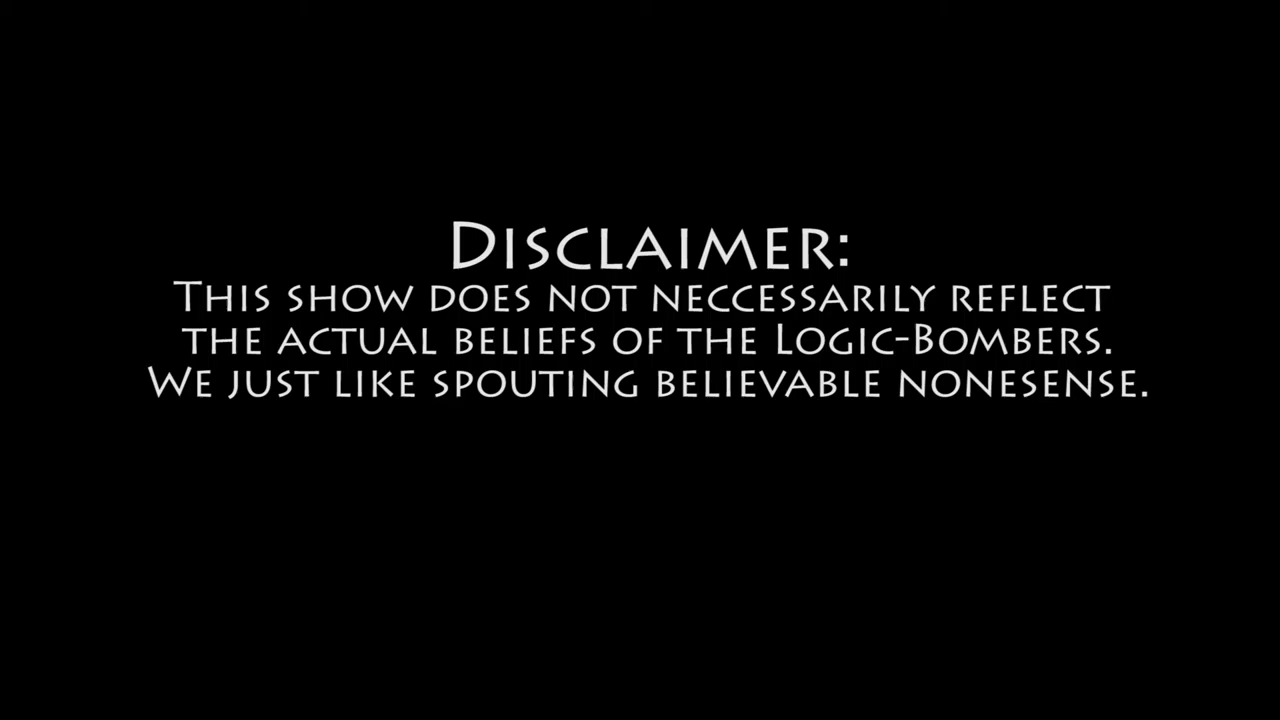 Disclaimer:
This show does not neccessarily reflect
the actual beliefs of the Logic-Bombers.
We just like spouting believable nonesense.